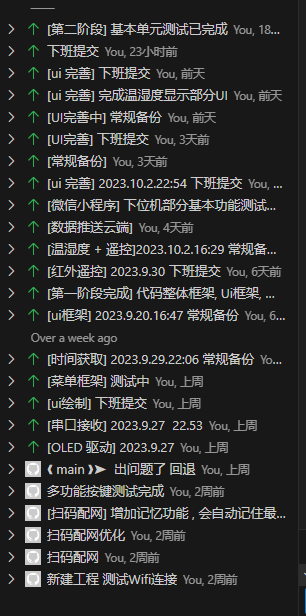 [第二阶段] 基本单元测试已完成 You, 18...
下班提交 You, 23小时前
[ui 完善] 下班提交 You, 前天
[ui 完善] 完成温湿度显示部分UI You, 前天
[UI完善中] 常规备份 You, 前天
[UI完善] 下班提交 You, 3天前
[常规备份] You, 3天前
[ui 完善] 2023.10.2.22:54 下班提交 You, ...
[微信小程序] 下位机部分基本功能测试...
[数据推送云端] You, 4天前
[温湿度 + 遥控]2023.10.2.16:29 常规备...
[红外遥控] 2023.9.30 下班提交 You, 6天前
[第一阶段完成] 代码整体框架, Ui框架, ...
[ui框架] 2023.9.20.16:47 常规备份 You, 6...
Over a week ago
[时间获取] 2023.9.29.22:06 常规备份 Yo...
[菜单框架] 测试中 You, 上周
[ui绘制] 下班提交 You, 上周
[串口接收] 2023.9.27 22.53 You, 上周
[OLED 驱动] 2023.9.27 You, 上周
❰ main ❱➤ 出问题了 回退 You, 上周
多功能按键测试完成 You, 2周前
[扫码配网] 增加记忆功能 , 会自动记住最...
扫码配网优化 You, 2周前
扫码配网 You, 2周前
新建工程 测试Wifi连接 You, 2周前